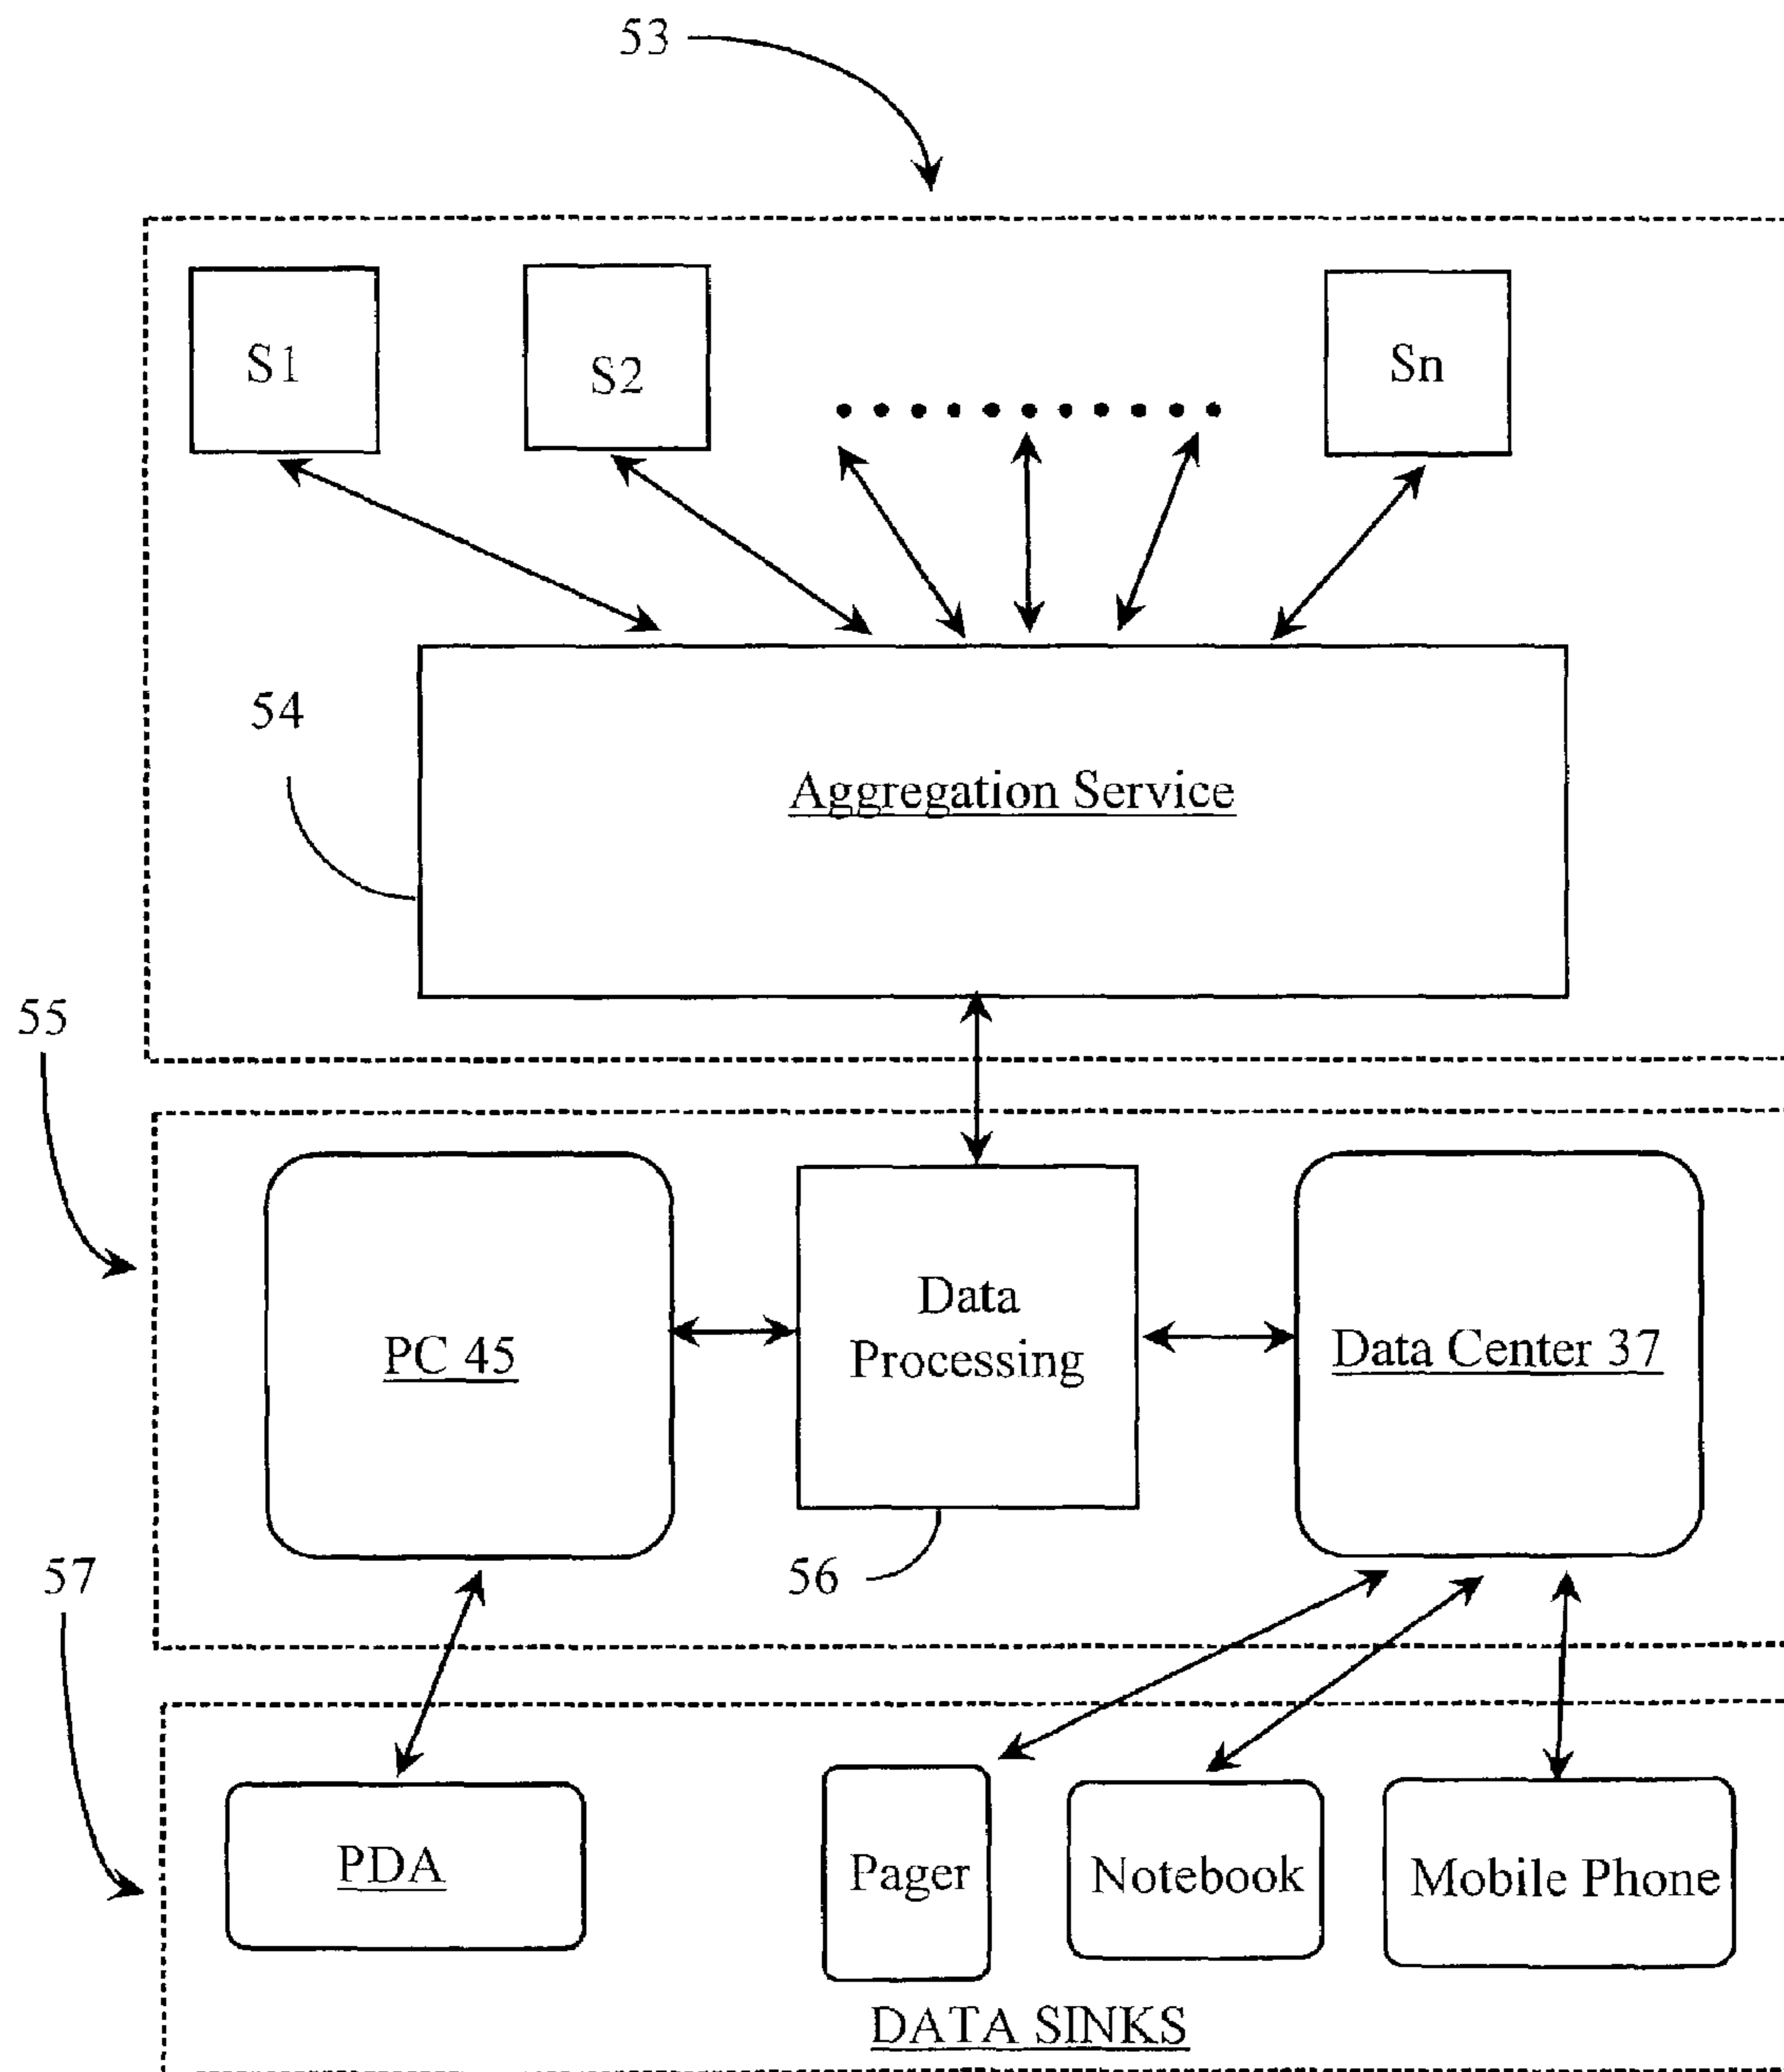 53
S1
S2
Sn
54
Aggregation Service
55
PC 45
Data
Processing
Data Center 37
57
56
PDA
Pager
Notebook
Mobile Phone
DATA SINKS